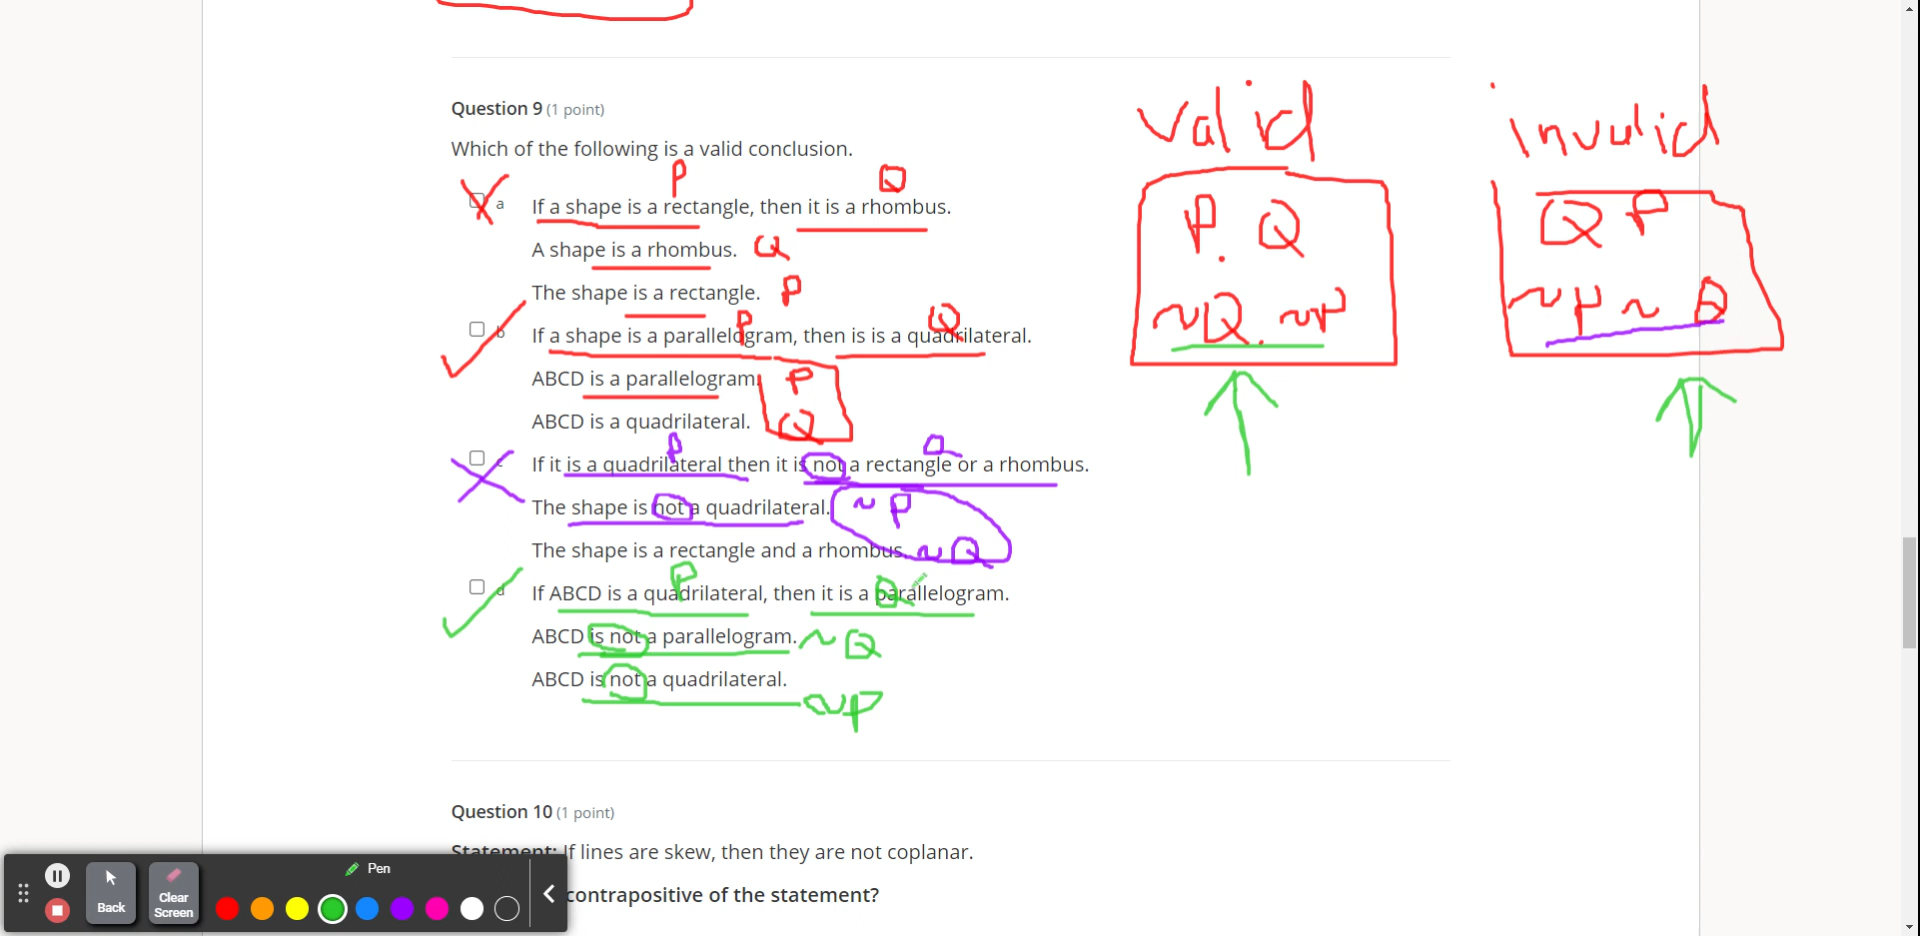 Question 9 (1 point)
valid
invalid
Which of the following is a valid conclusion.
P Q
a If a shape is a rectangle, then it is a rhombus.
P. Q
Q P
A shape is a rhombus. Q
The shape is a rectangle. P
~Q. ~P
~P ~Q
P Q
b If a shape is a parallelogram, then is is a quadrilateral.
ABCD is a parallelogram. P
ABCD is a quadrilateral. Q
P Q
c If it is a quadrilateral then it is not a rectangle or a rhombus.
The shape is not a quadrilateral. ~P
The shape is a rectangle and a rhombus. ~Q
P Q
d If ABCD is a quadrilateral, then it is a parallelogram.
ABCD is not a parallelogram. ~Q
ABCD is not a quadrilateral.
~P
Question 10 (1 point)
Statement: If lines are skew, then they are not coplanar.
contrapositive of the statement?
Pen
Back
Clear
Screen